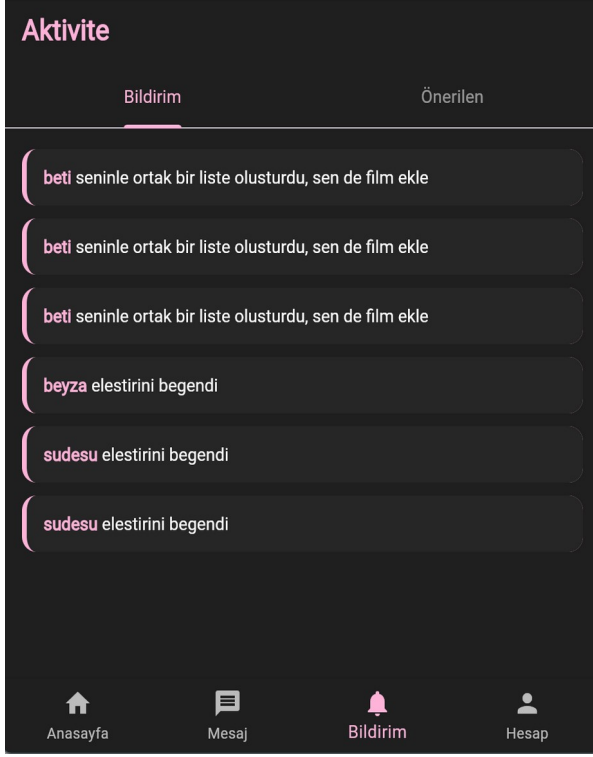 Aktivite
Bildirim
Önerilen
beti seninle ortak bir liste olusturdu, sen de film ekle
beti seninle ortak bir liste olusturdu, sen de film ekle
beti seninle ortak bir liste olusturdu, sen de film ekle
beyza elestirini begendi
sudesu elestirini begendi
sudesu elestirini begendi
Anasayfa
Mesaj
Bildirim
Hesap